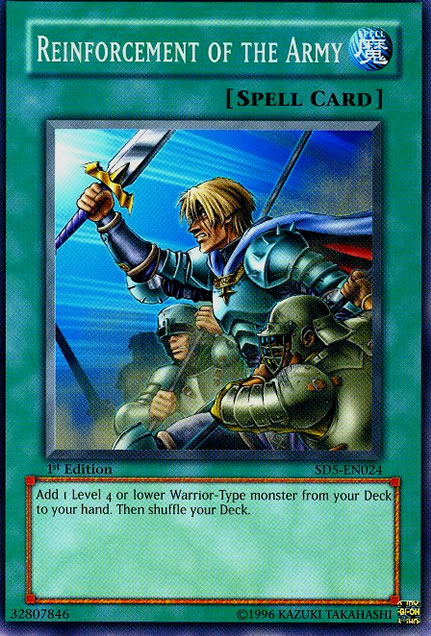 REINFORCEMENT OF THE ARMY
SPELL
魔
[SPELL CARD]
1st Edition
SD5-EN024
Add 1 Level 4 or lower Warrior-Type monster from your Deck
to your hand. Then shuffle your Deck.
32807846
©1996 KAZUKI TAKAHASHI